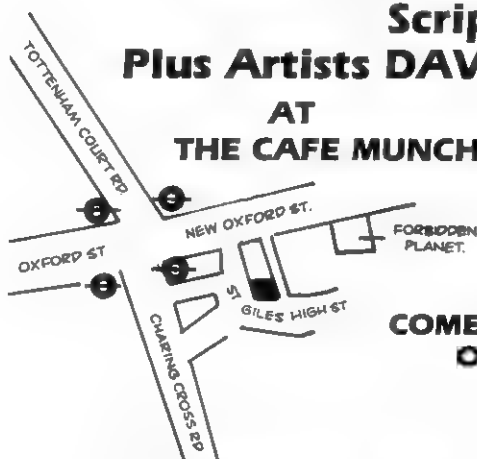 Scrip
Plus Artists DAV
AT
THE CAFE MUNCH
TOTTENHAM COURT RD.
NEW OXFORD ST.
OXFORD ST
FORBIDDEN
PLANET.
ST
GILES HIGH ST
CHARING CROSS RD
COME